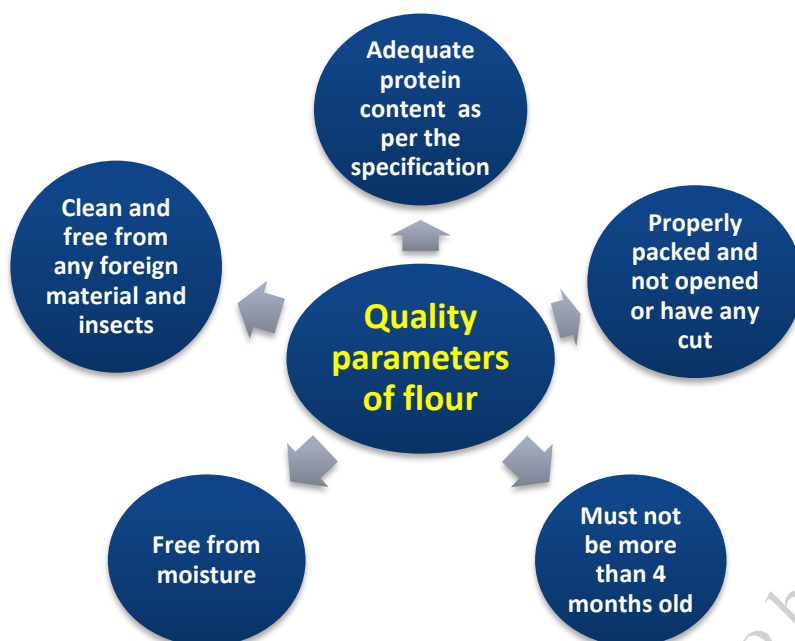 Adequate
protein
content as
per the
specification
Clean and
free from
any foreign
material and
insects
Properly
packed and
not opened
or have any
cut
Quality
parameters
of flour
Free from
moisture
Must not
be more
than 4
months old